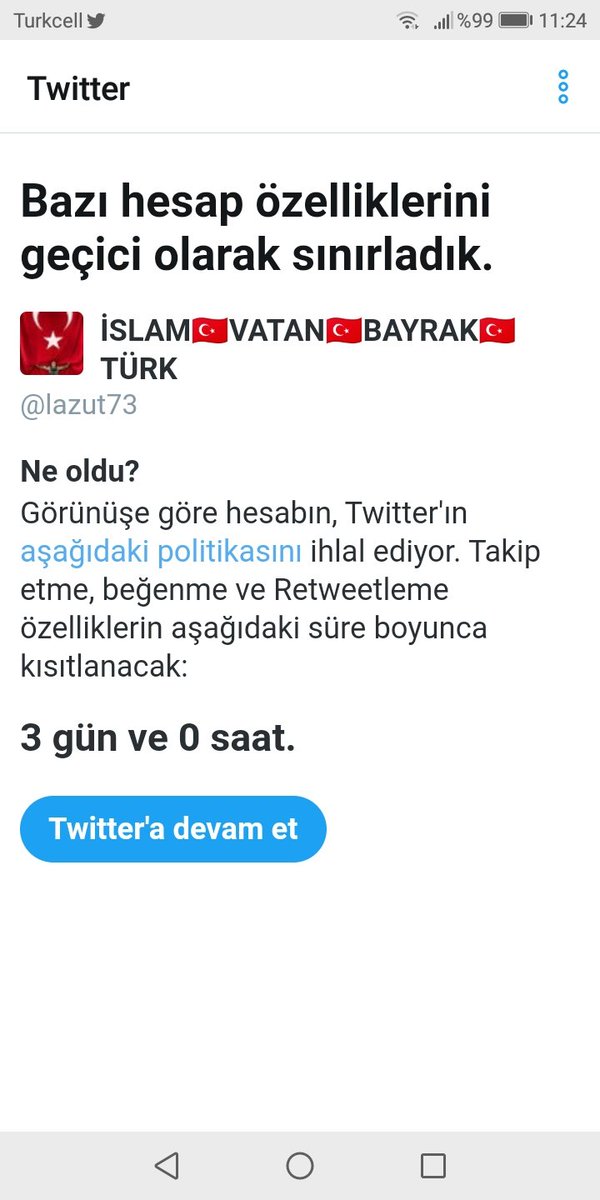 Turkcell %99 11:24
Twitter
Bazı hesap özelliklerini
geçici olarak sınırladık.
İSLAM🇹🇷VATAN🇹🇷BAYRAK🇹🇷
TÜRK
@lazut73
Ne oldu?
Görünüşe göre hesabın, Twitter'ın
aşağıdaki politikasını ihlal ediyor. Takip
etme, beğenme ve Retweetleme
özelliklerin aşağıdaki süre boyunca
kısıtlanacak:
3 gün ve 0 saat.
Twitter'a devam et